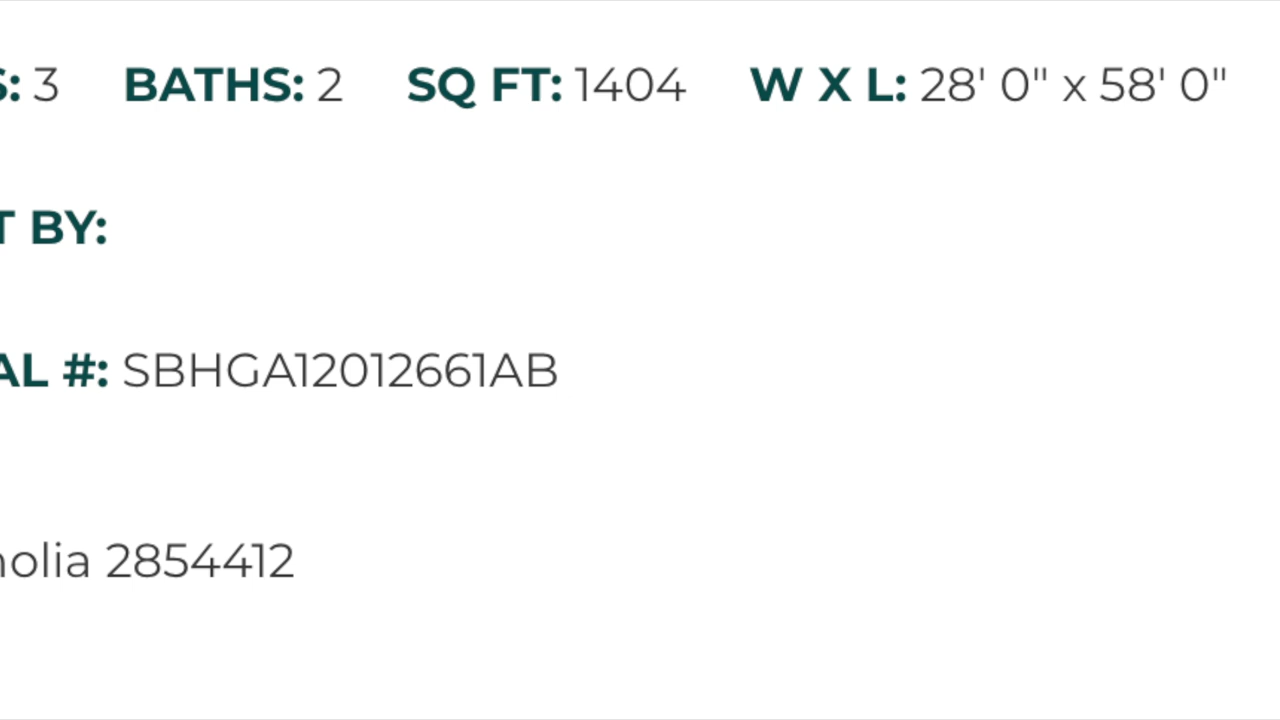 S: 3 BATHS: 2 SQ FT: 1404 W X L: 28' 0" x 58' 0"
T BY:
AL #: SBHGA12012661AB
nolia 2854412